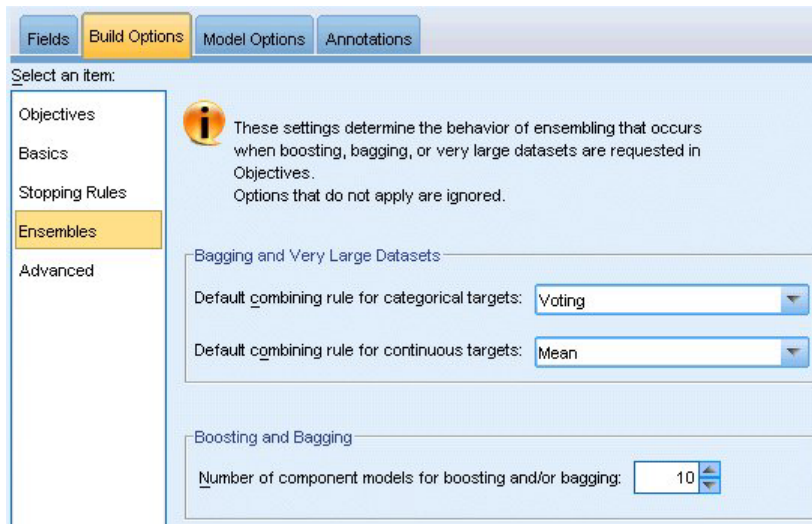 Fields Build Options Model Options Annotations
Select an item:
Objectives
Basics
Stopping Rules
Ensembles
Advanced
These settings determine the behavior of ensembling that occurs
when boosting, bagging, or very large datasets are requested in
Objectives.
Options that do not apply are ignored.
Bagging and Very Large Datasets
Default combining rule for categorical targets: Voting
Default combining rule for continuous targets: Mean
Boosting and Bagging
Number of component models for boosting and/or bagging: 10